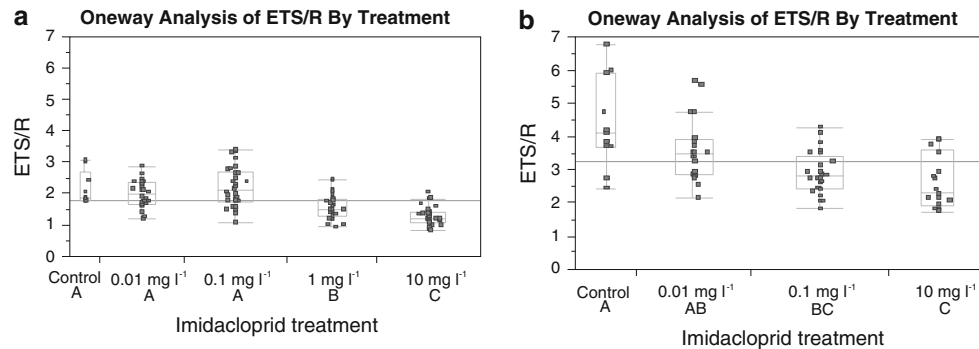 a
Oneway Analysis of ETS/R By Treatment
7
6
5
4
3
2
1
0
ETS/R
Control 0.01 mg l⁻¹ 0.1 mg l⁻¹ 1 mg l⁻¹ 10 mg l⁻¹
A A A B C
Imidacloprid treatment
b
Oneway Analysis of ETS/R By Treatment
7
6
5
4
3
2
1
0
ETS/R
Control 0.01 mg l⁻¹ 0.1 mg l⁻¹ 10 mg l⁻¹
A AB BC C
Imidacloprid treatment